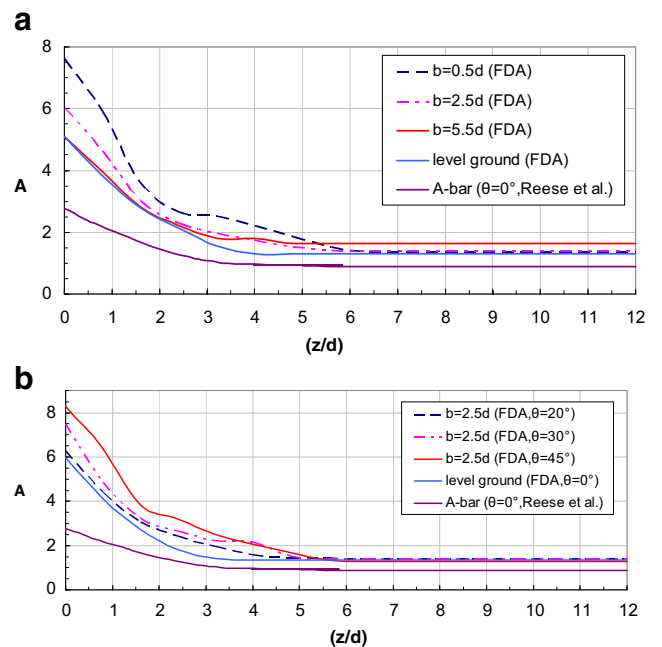 a
8
6
4
2
0
A
b=0.5d (FDA)
b=2.5d (FDA)
b=5.5d (FDA)
level ground (FDA)
A-bar (θ=0°,Reese et al.)
0 1 2 3 4 5 6 7 8 9 10 11 12
(z/d)
b
8
6
4
2
0
A
b=2.5d (FDA,θ=20°)
b=2.5d (FDA,θ=30°)
b=2.5d (FDA,θ=45°)
level ground (FDA,θ=0°)
A-bar (θ=0°,Reese et al.)
0 1 2 3 4 5 6 7 8 9 10 11 12
(z/d)